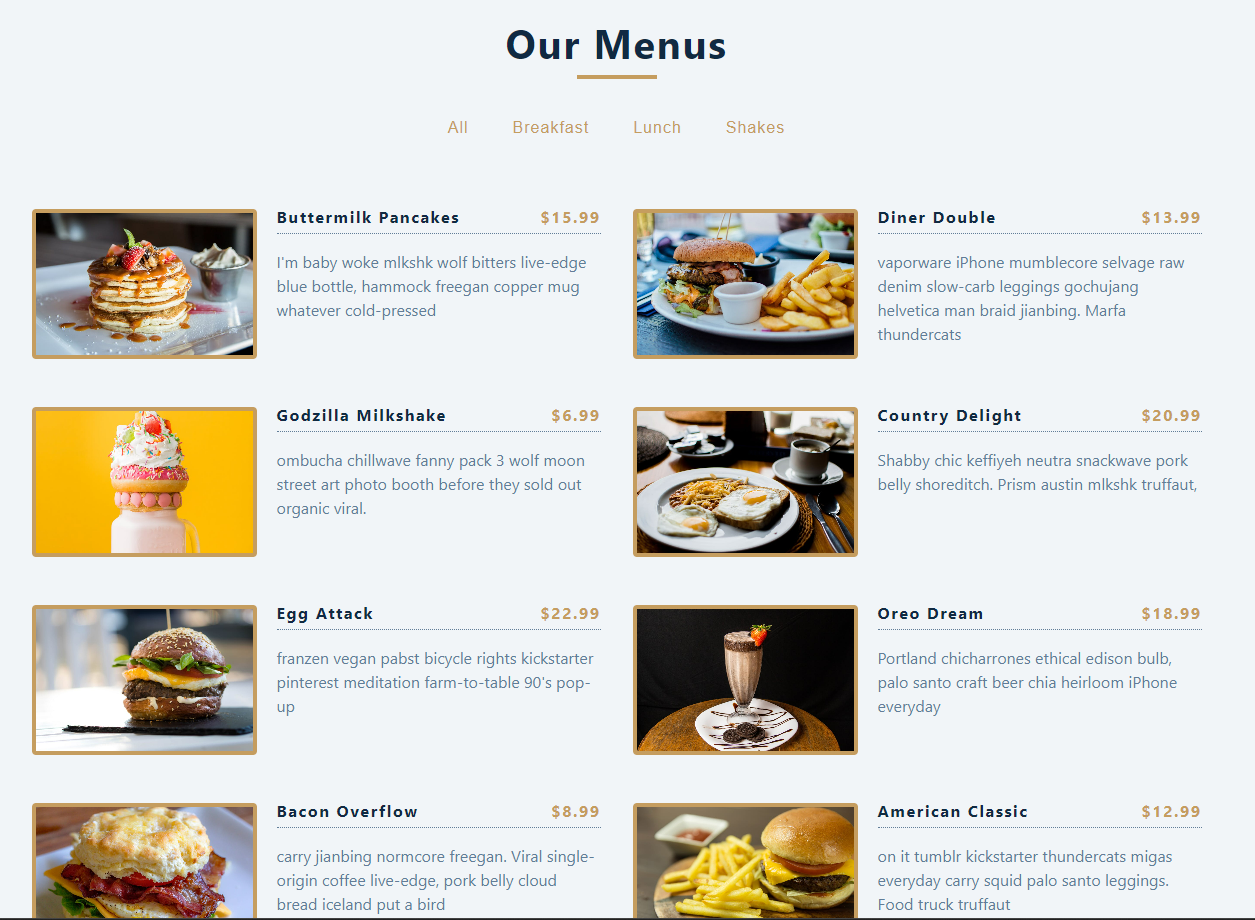 Our Menus
All Breakfast Lunch Shakes
Buttermilk Pancakes $15.99
I'm baby woke mlkshk wolf bitters live-edge
blue bottle, hammock freegan copper mug
whatever cold-pressed
Diner Double $13.99
vaporware iPhone mumblecore selvage raw
denim slow-carb leggings gochujang
helvetica man braid jianbing. Marfa
thundercats
Godzilla Milkshake $6.99
ombucha chillwave fanny pack 3 wolf moon
street art photo booth before they sold out
organic viral.
Country Delight $20.99
Shabby chic keffiyeh neutra snackwave pork
belly shoreditch. Prism austin mlkshk truffaut,
Egg Attack $22.99
franzen vegan pabst bicycle rights kickstarter
pinterest meditation farm-to-table 90's pop-
up
Oreo Dream $18.99
Portland chicharrones ethical edison bulb,
palo santo craft beer chia heirloom iPhone
everyday
Bacon Overflow $8.99
carry jianbing normcore freegan. Viral single-
origin coffee live-edge, pork belly cloud
bread iceland put a bird
American Classic $12.99
on it tumblr kickstarter thundercats migas
everyday carry squid palo santo leggings.
Food truck truffaut